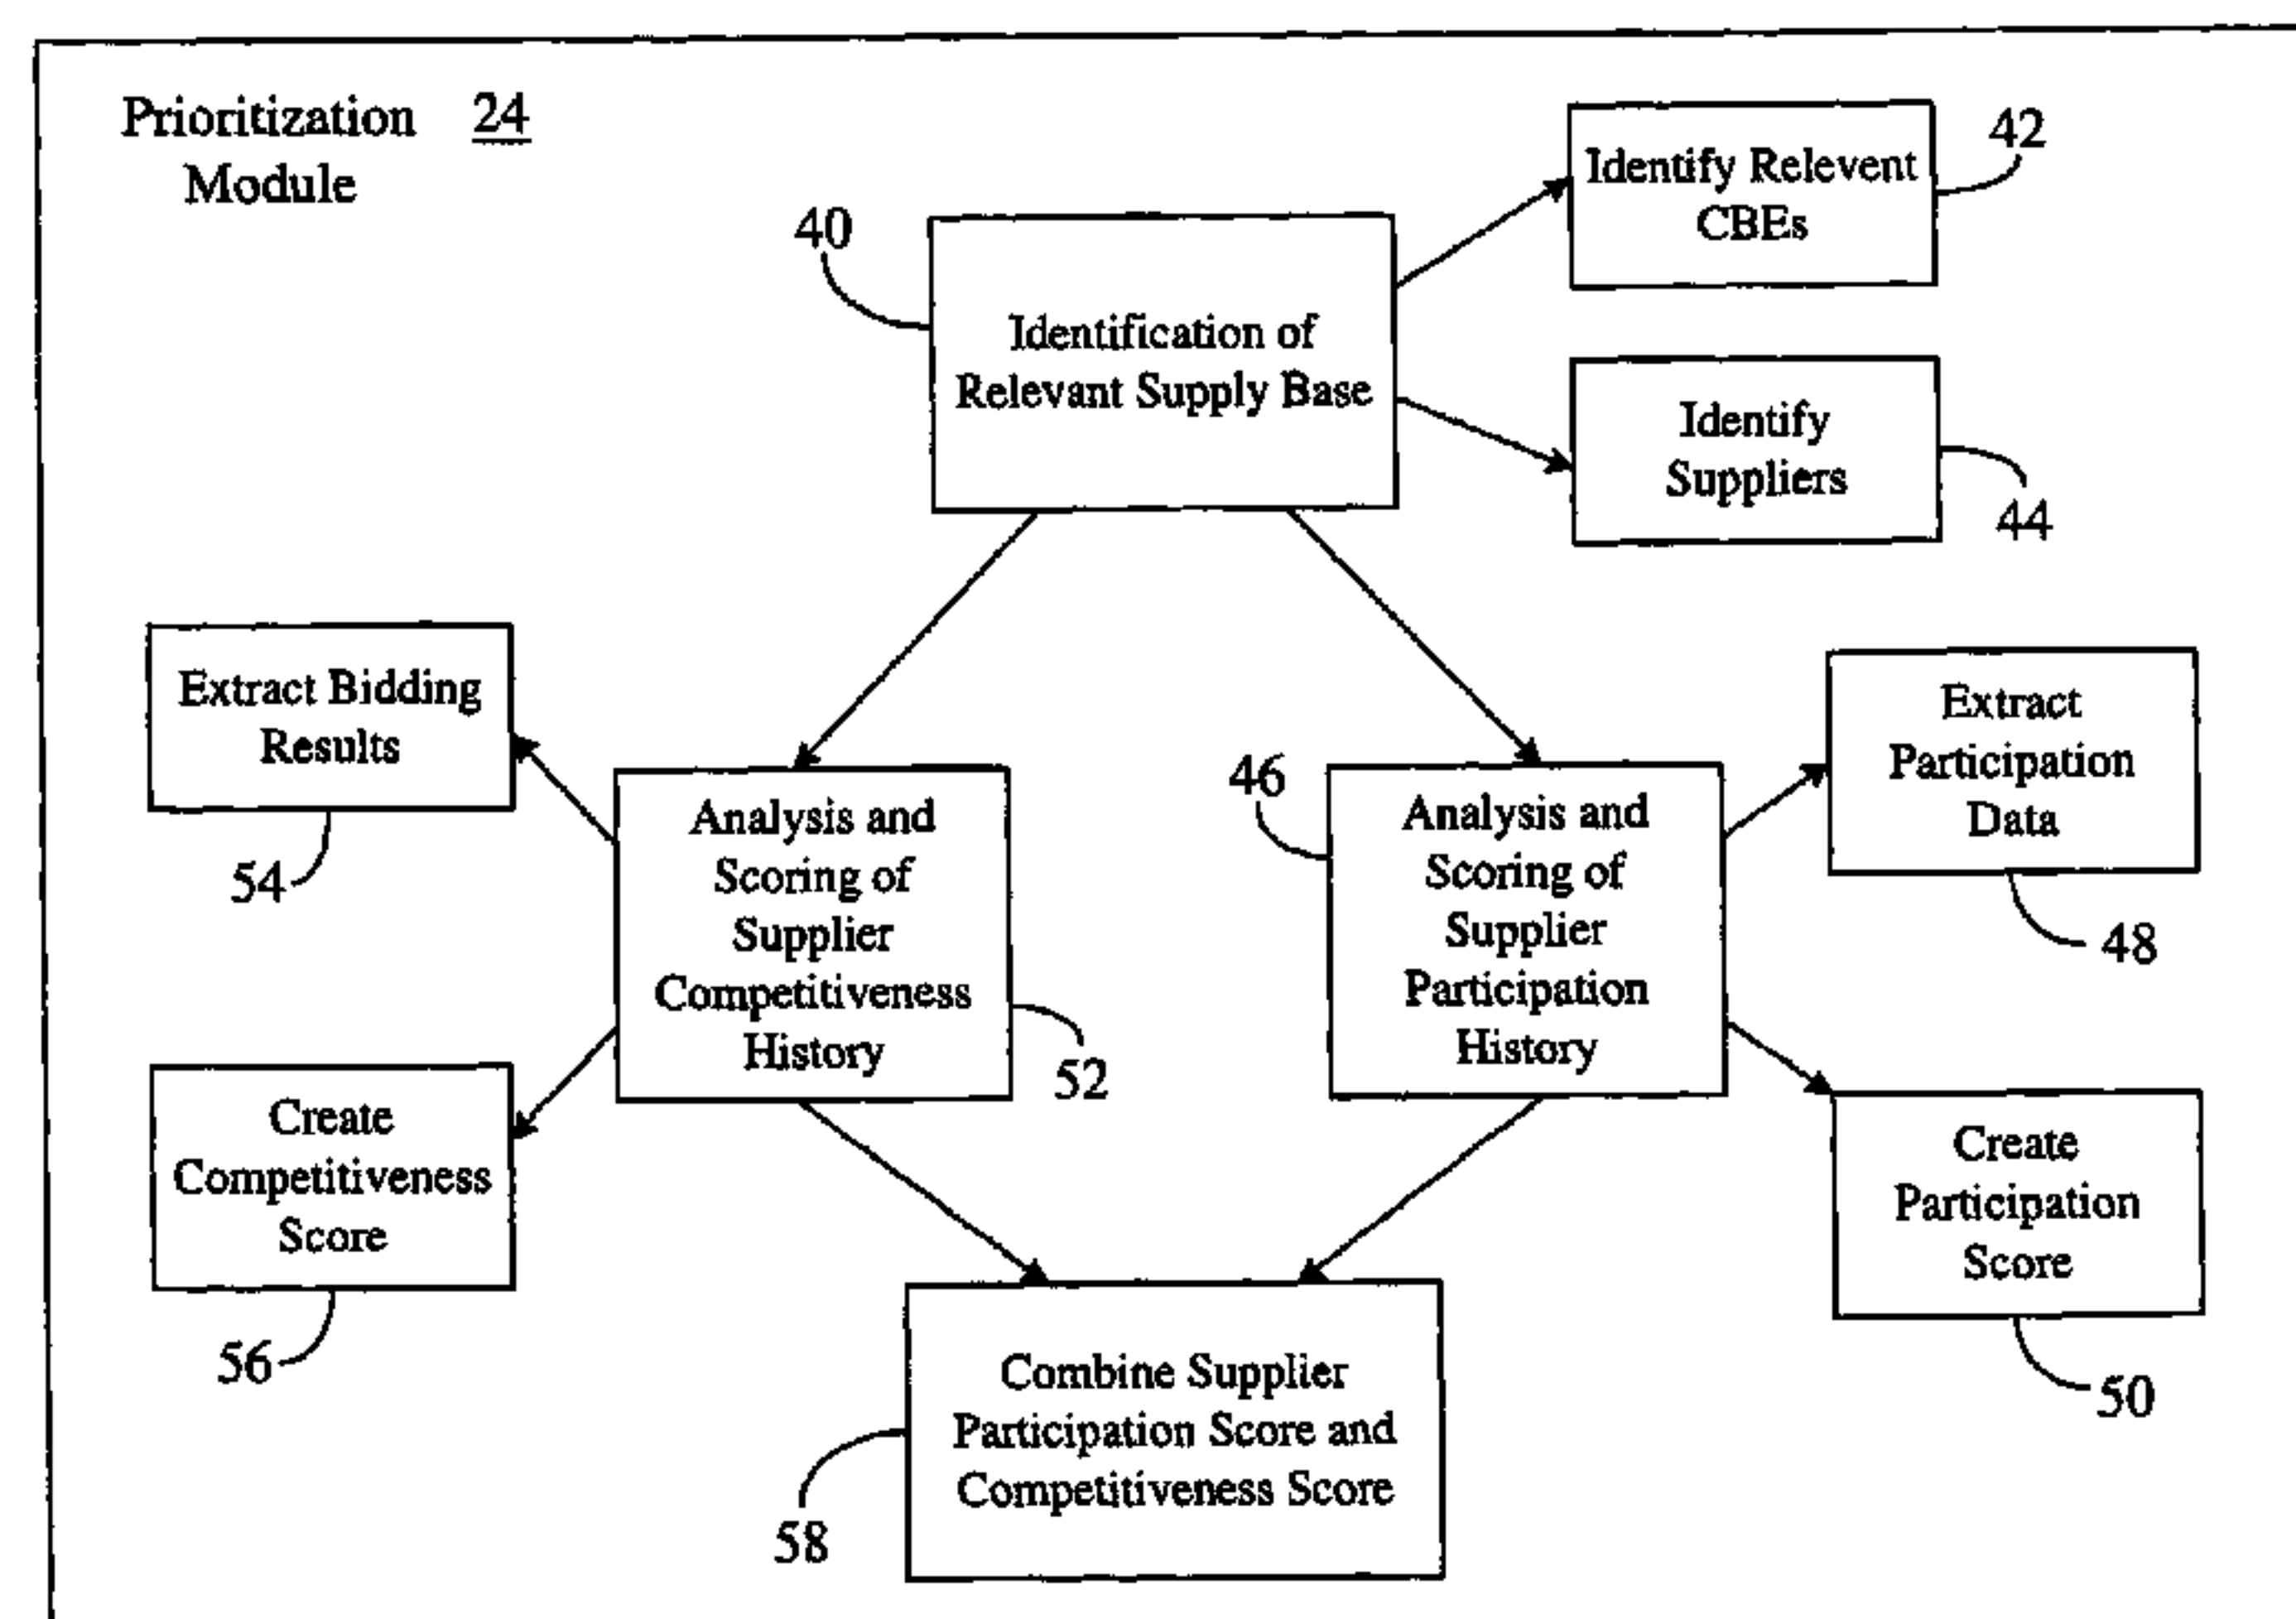 Prioritization 24
Module
42
Identify Relevent
CBEs
40
Identification of
Relevant Supply Base
Identify
Suppliers
44
Extract Bidding
Results
54
Analysis and
Scoring of
Supplier
Competitiveness
History
52
46
Analysis and
Scoring of
Supplier
Participation
History
Extract
Participation
Data
48
Create
Competitiveness
Score
56
Create
Participation
Score
50
Combine Supplier
Participation Score and
Competitiveness Score
58